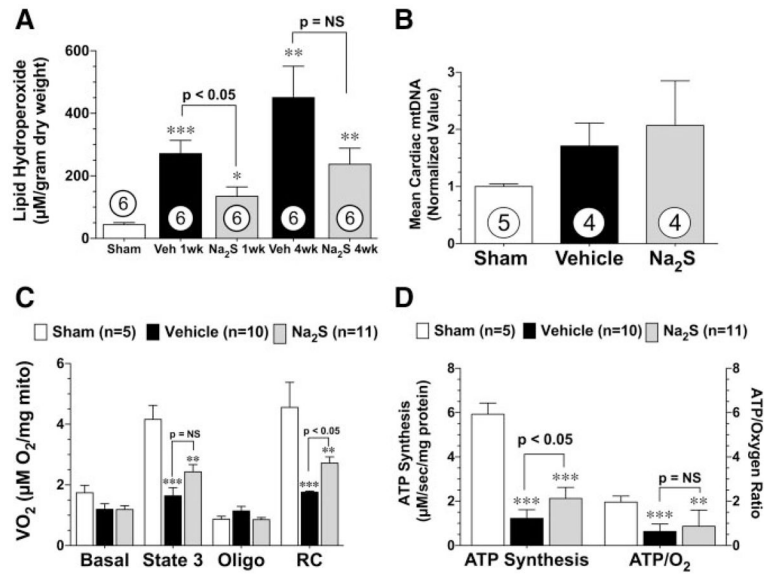 A
p = NS
600
p < 0.05
**
400
***
**
*
200
0
6
6
6
6
6
Lipid Hydroperoxide
(µM/gram dry weight)
Sham
Veh 1wk
Na2S 1wk
Veh 4wk
Na2S 4wk
B
3
2
1
0
Mean Cardiac mtDNA
(Normalized Value)
5
4
4
Sham
Vehicle
Na2S
C
Sham (n=5)
Vehicle (n=10)
Na2S (n=11)
6
4
2
0
VO2 (µM O2/mg mito)
p = NS
***
**
p < 0.05
***
**
Basal
State 3
Oligo
RC
D
Sham (n=5)
Vehicle (n=10)
Na2S (n=11)
8
6
4
2
0
ATP Synthesis
(µM/sec/mg protein)
p < 0.05
***
***
p = NS
***
**
8
6
4
2
0
ATP/Oxygen Ratio
ATP Synthesis
ATP/O2